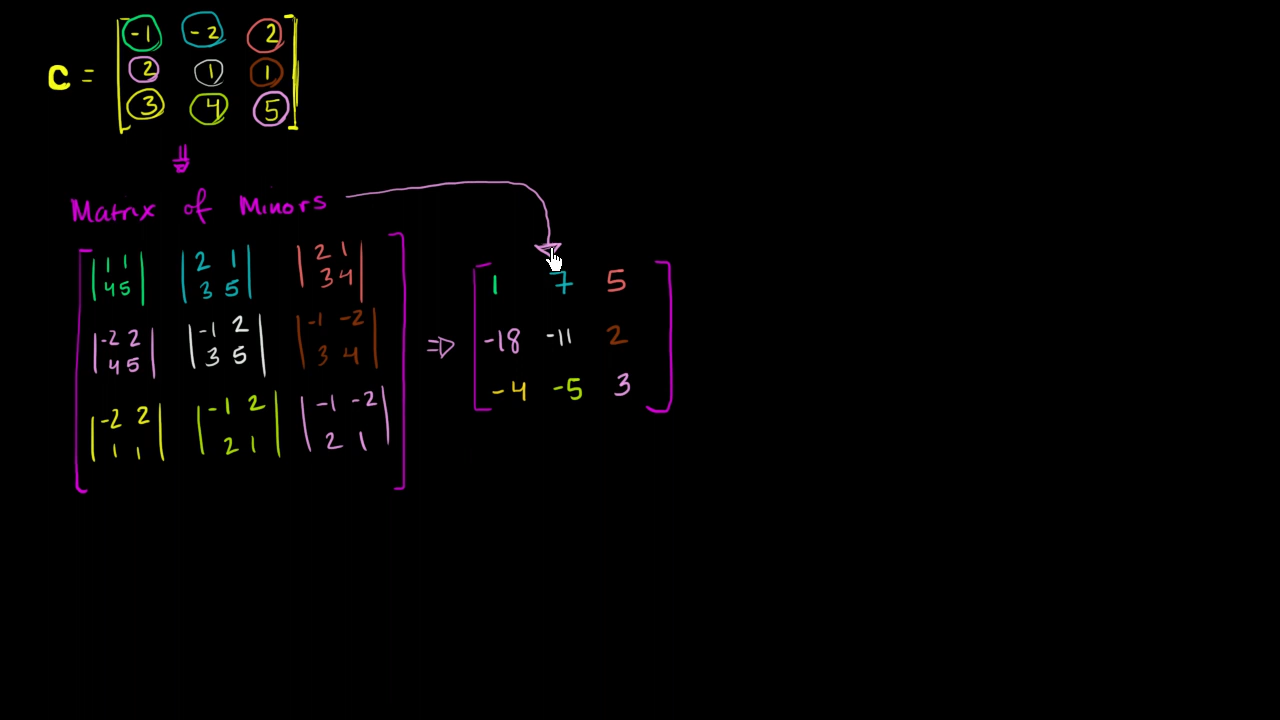 -1 -2 2
C = 2 1 1
3 4 5
⇓
Matrix of Minors
|1 1| |2 1| |2 1|
|4 5| |3 5| |3 4|
|-2 2| |-1 2| |-1 -2|
|4 5| |3 5| |3 4|
|-2 2| |-1 2| |-1 -2|
|1 1| |2 1| |2 1|
⇒
1 7 5
-18 -11 2
-4 -5 3